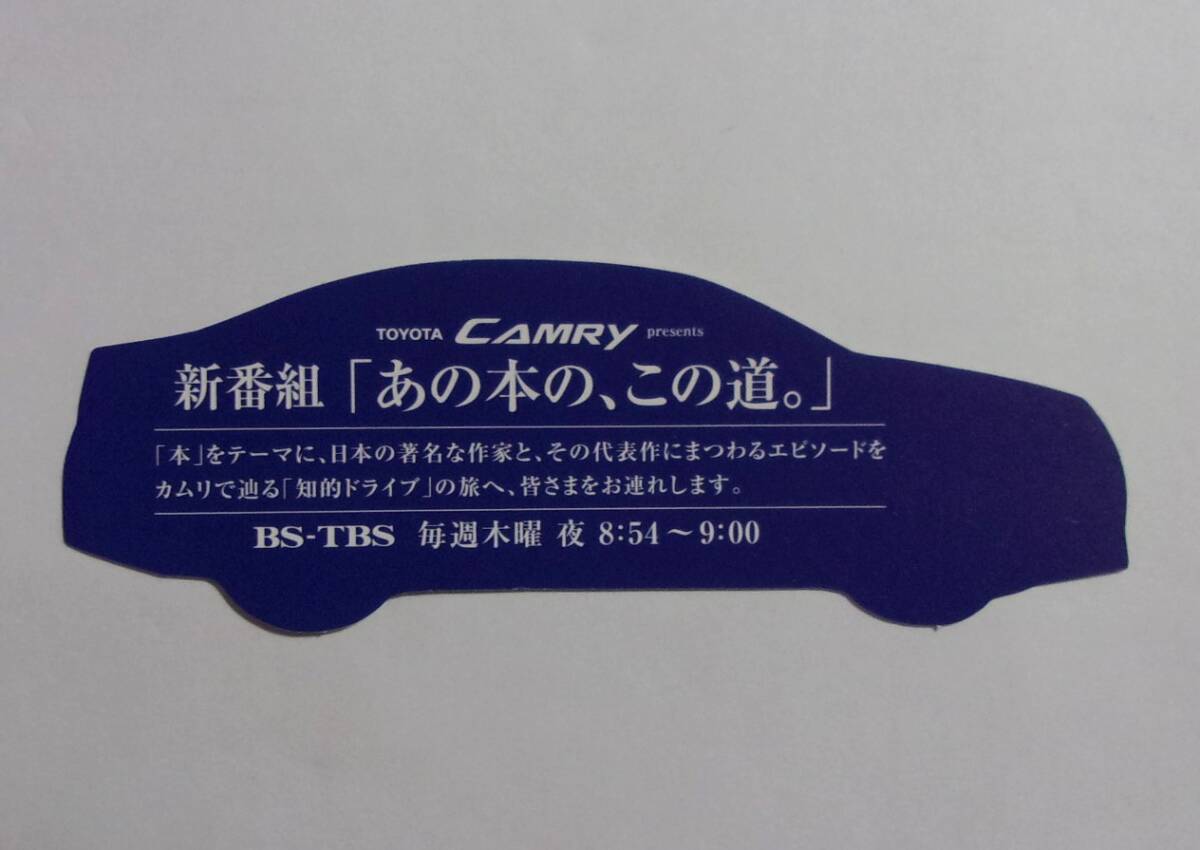 TOYOTA CAMRY presents
新番組「あの本の、この道。」
「本」をテーマに、日本の著名な作家と、その代表作にまつわるエピソードを
カムリで辿る「知的ドライブ」の旅へ、皆さまをお連れします。
BS-TBS 毎週木曜 夜 8:54～9:00